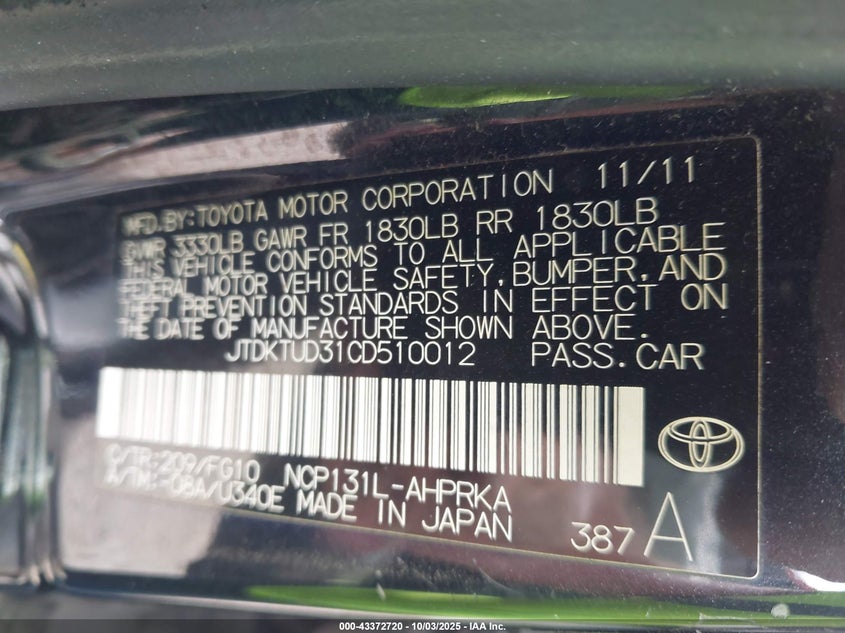 MFD.BY:TOYOTA MOTOR CORPORATION 11/11
GVWR 3330LB GAWR FR 1830LB RR 1830LB
THIS VEHICLE CONFORMS TO ALL APPLICABLE
FEDERAL MOTOR VEHICLE SAFETY,BUMPER,AND
THEFT PREVENTION STANDARDS IN EFFECT ON
THE DATE OF MANUFACTURE SHOWN ABOVE.
JTDKTUD31CD510012 PASS.CAR
C/TR:209/FG10 NCP131L-AHPRKA
A/TM:-08A/U340E MADE IN JAPAN
387 A
000-43372720 - 10/03/2025 - IAA Inc.